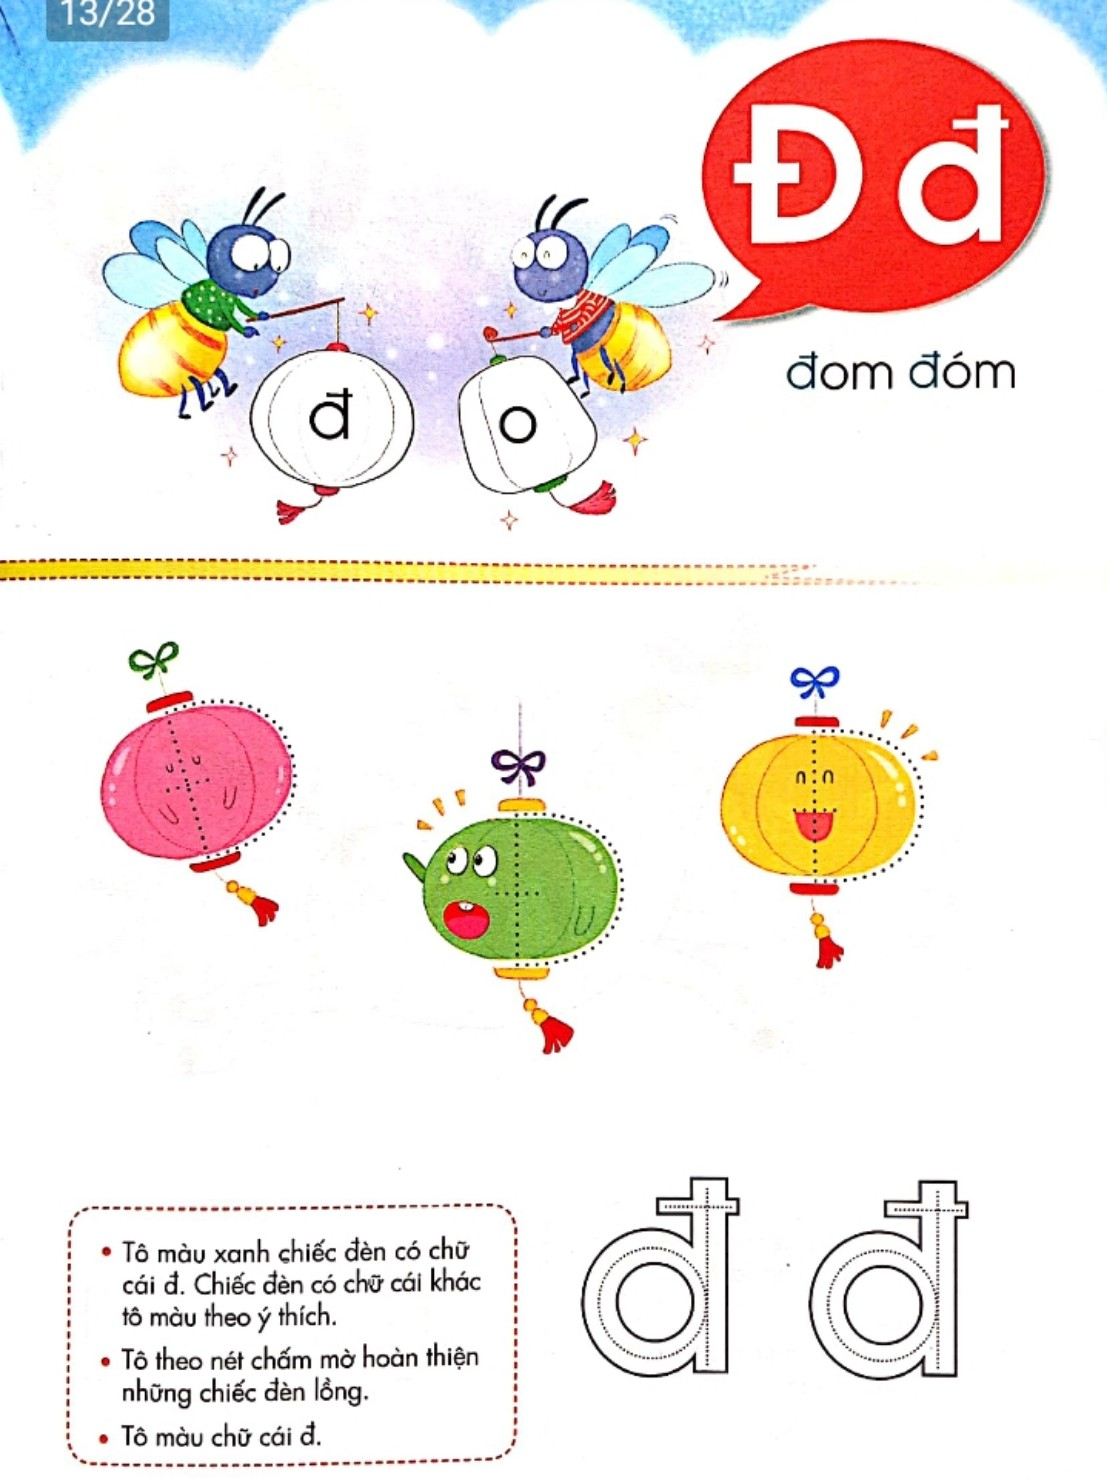 13/28
Đ đ
đ
o
đom đóm
• Tô màu xanh chiếc đèn có chữ
cái đ. Chiếc đèn có chữ cái khác
tô màu theo ý thích.
• Tô theo nét chấm mờ hoàn thiện
những chiếc đèn lồng.
• Tô màu chữ cái đ.
đ đ